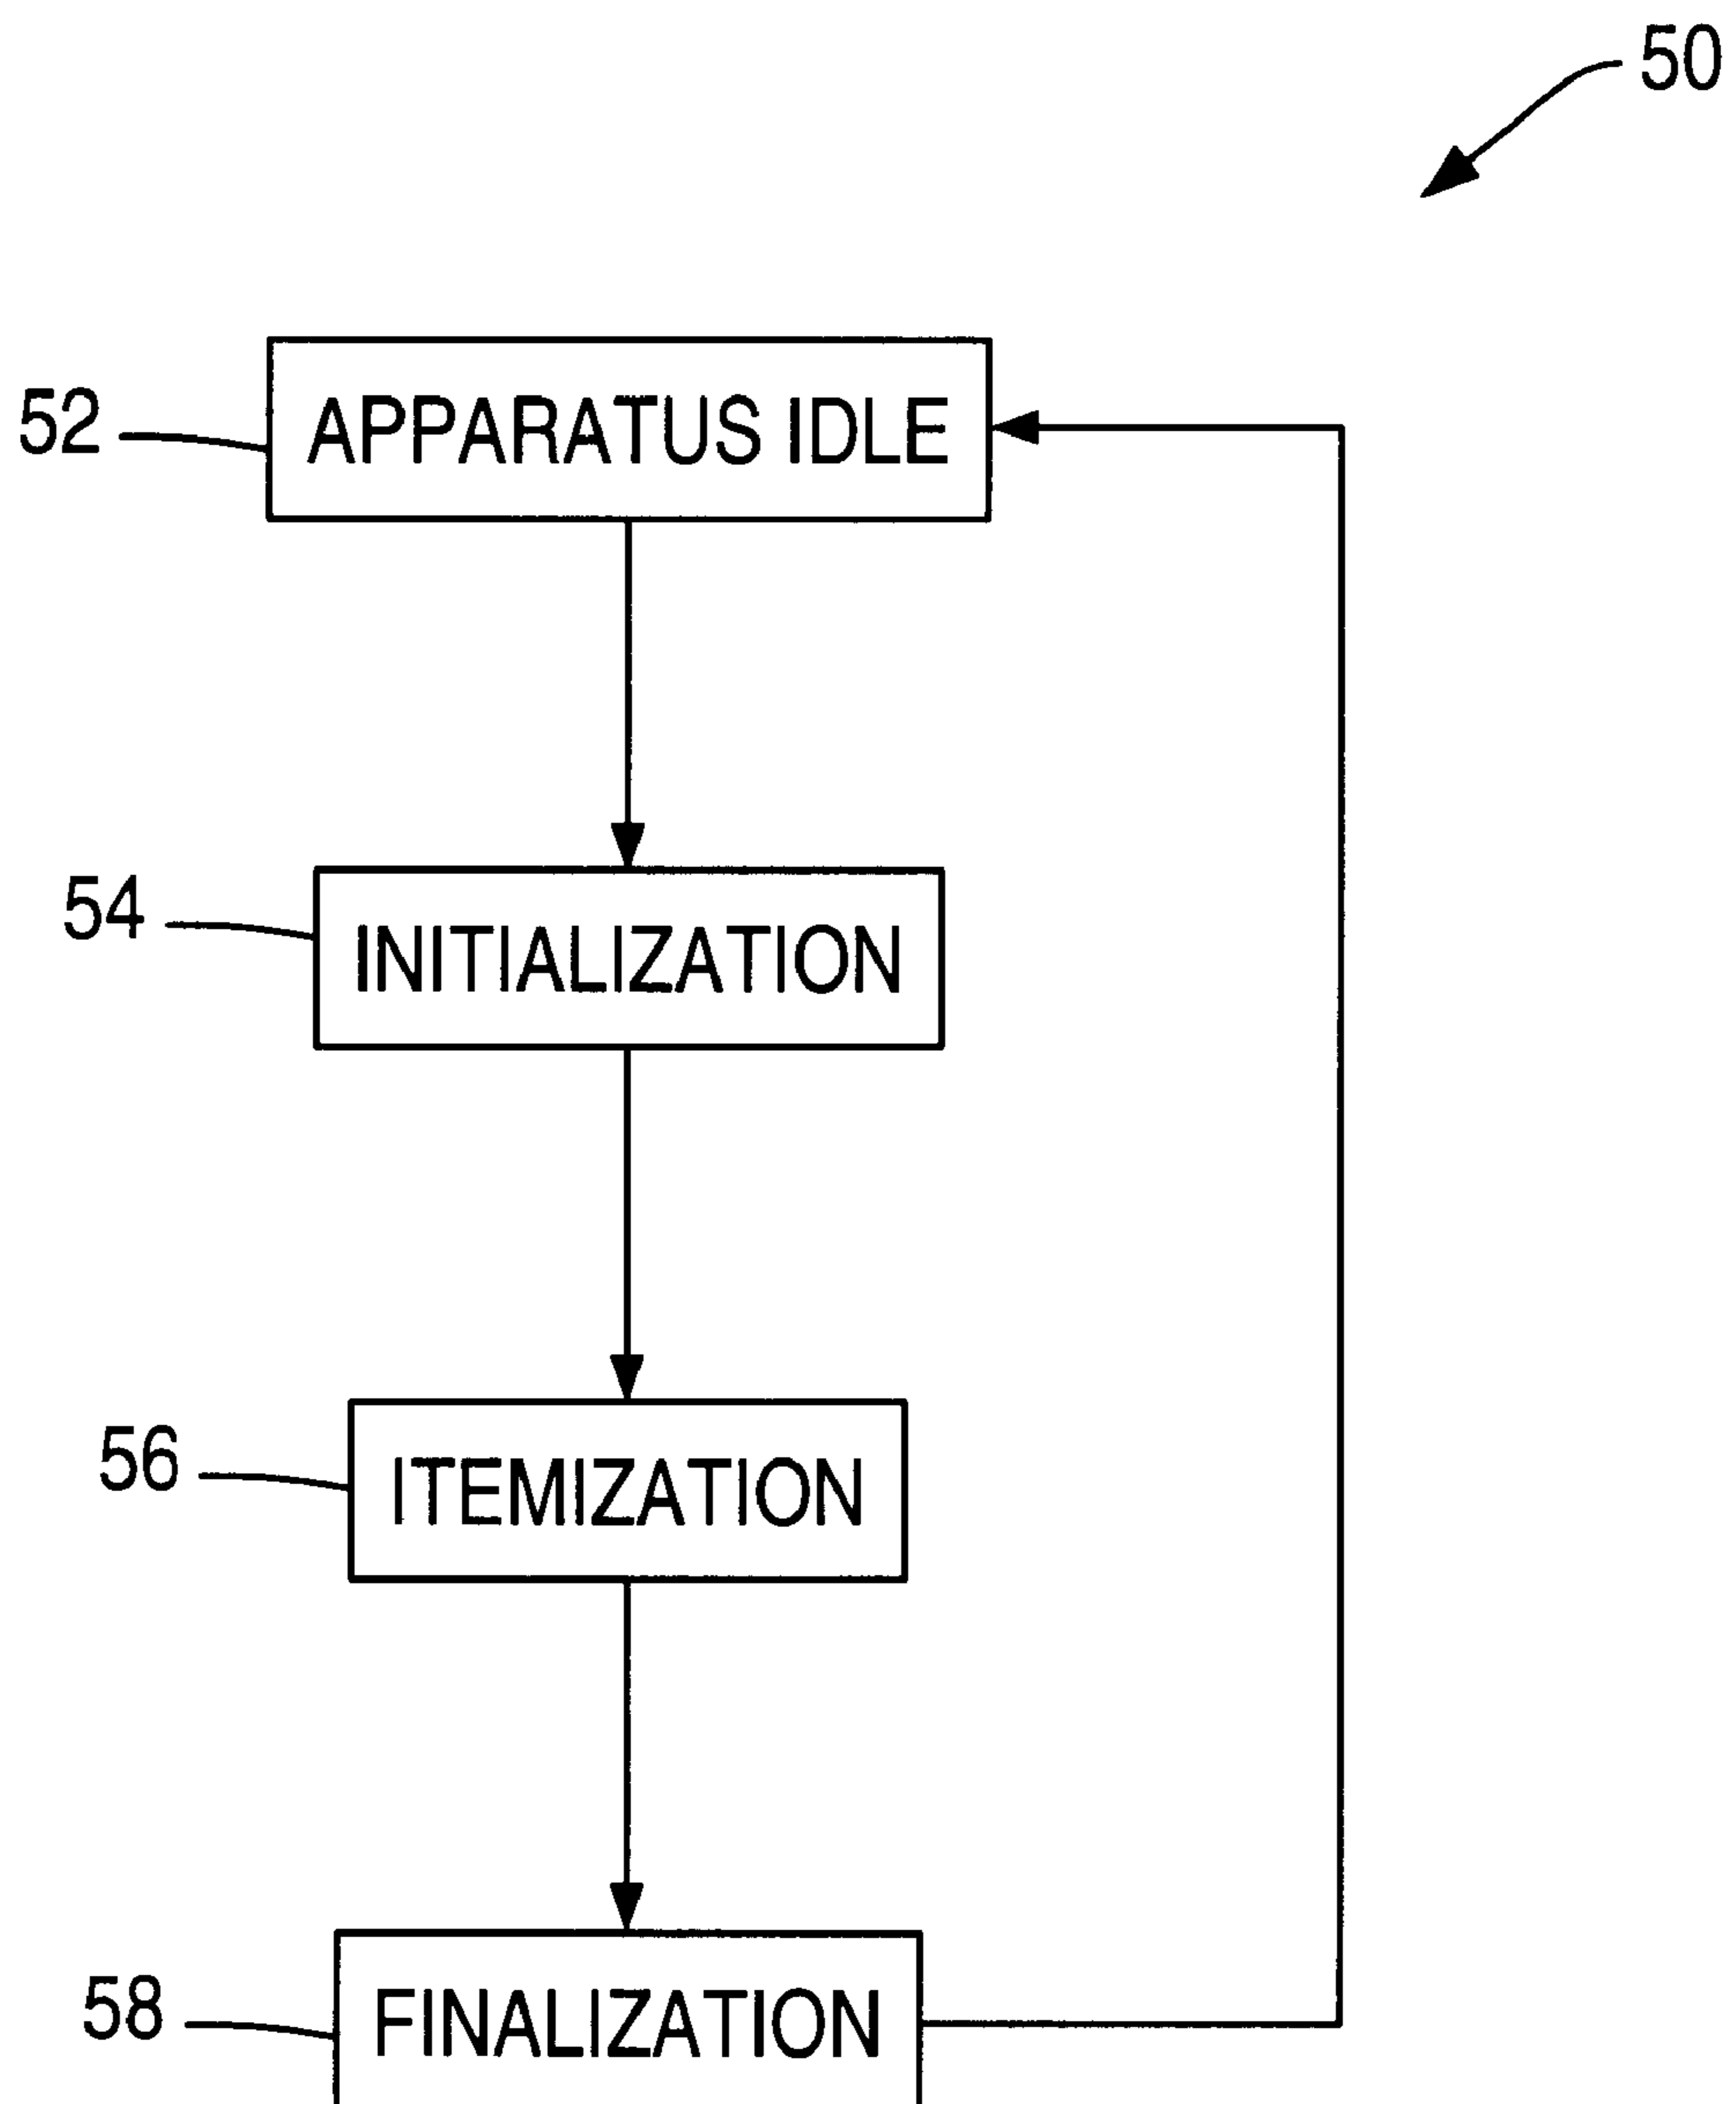 50
52
APPARATUS IDLE
54
INITIALIZATION
56
ITEMIZATION
58
FINALIZATION